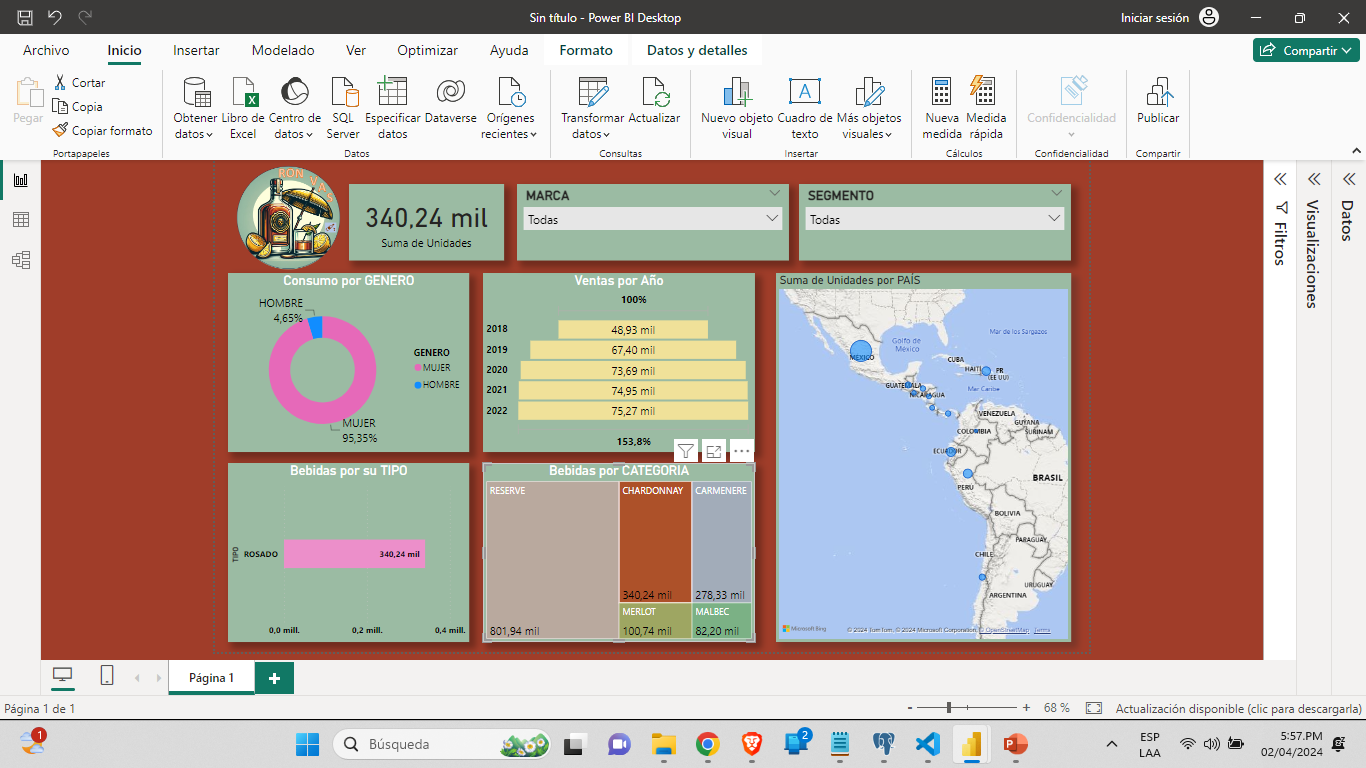 Sin título - Power BI Desktop
Iniciar sesión
Archivo
Inicio
Insertar
Modelado
Ver
Optimizar
Ayuda
Formato
Datos y detalles
Compartir
Pegar
Cortar
Copia
Copiar formato
Portapapeles
Obtener datos
Libro de Excel
Centro de datos
SQL Server
Especificar datos
Dataverse
Orígenes recientes
Datos
Transformar datos
Actualizar
Consultas
Nuevo objeto visual
Cuadro de texto
Más objetos visuales
Insertar
Nueva medida
Medida rápida
Cálculos
Confidencialidad
Confidencialidad
Publicar
Compartir
RON VAS
340,24 mil
Suma de Unidades
MARCA
Todas
SEGMENTO
Todas
Consumo por GENERO
HOMBRE
4,65%
MUJER
95,35%
GENERO
MUJER
HOMBRE
Ventas por Año
100%
2018 48,93 mil
2019 67,40 mil
2020 73,69 mil
2021 74,95 mil
2022 75,27 mil
153,8%
Suma de Unidades por PAÍS
MÉXICO
Golfo de México
Mar de los Sargazos
CUBA
HAITÍ
PR (EE UU)
GUATEMALA
Mar Caribe
NICARAGUA
VENEZUELA
GUYANA
SURINAM
COLOMBIA
ECUADOR
PERÚ
BRASIL
BOLIVIA
PARAGUAY
CHILE
URUGUAY
ARGENTINA
Microsoft Bing
© 2024 TomTom, © 2024 Microsoft Corporation, © OpenStreetMap Terms
Bebidas por su TIPO
TIPO
ROSADO
340,24 mil
0,0 mill.
0,2 mill.
0,4 mill.
Bebidas por CATEGORIA
RESERVE
801,94 mil
CHARDONNAY
340,24 mil
CARMENERE
278,33 mil
MERLOT
100,74 mil
MALBEC
82,20 mil
Filtros
Visualizaciones
Datos
Página 1
Página 1 de 1
68 %
Actualización disponible (clic para descargarla)
1
Búsqueda
2
ESP
LAA
5:57.PM
02/04/2024